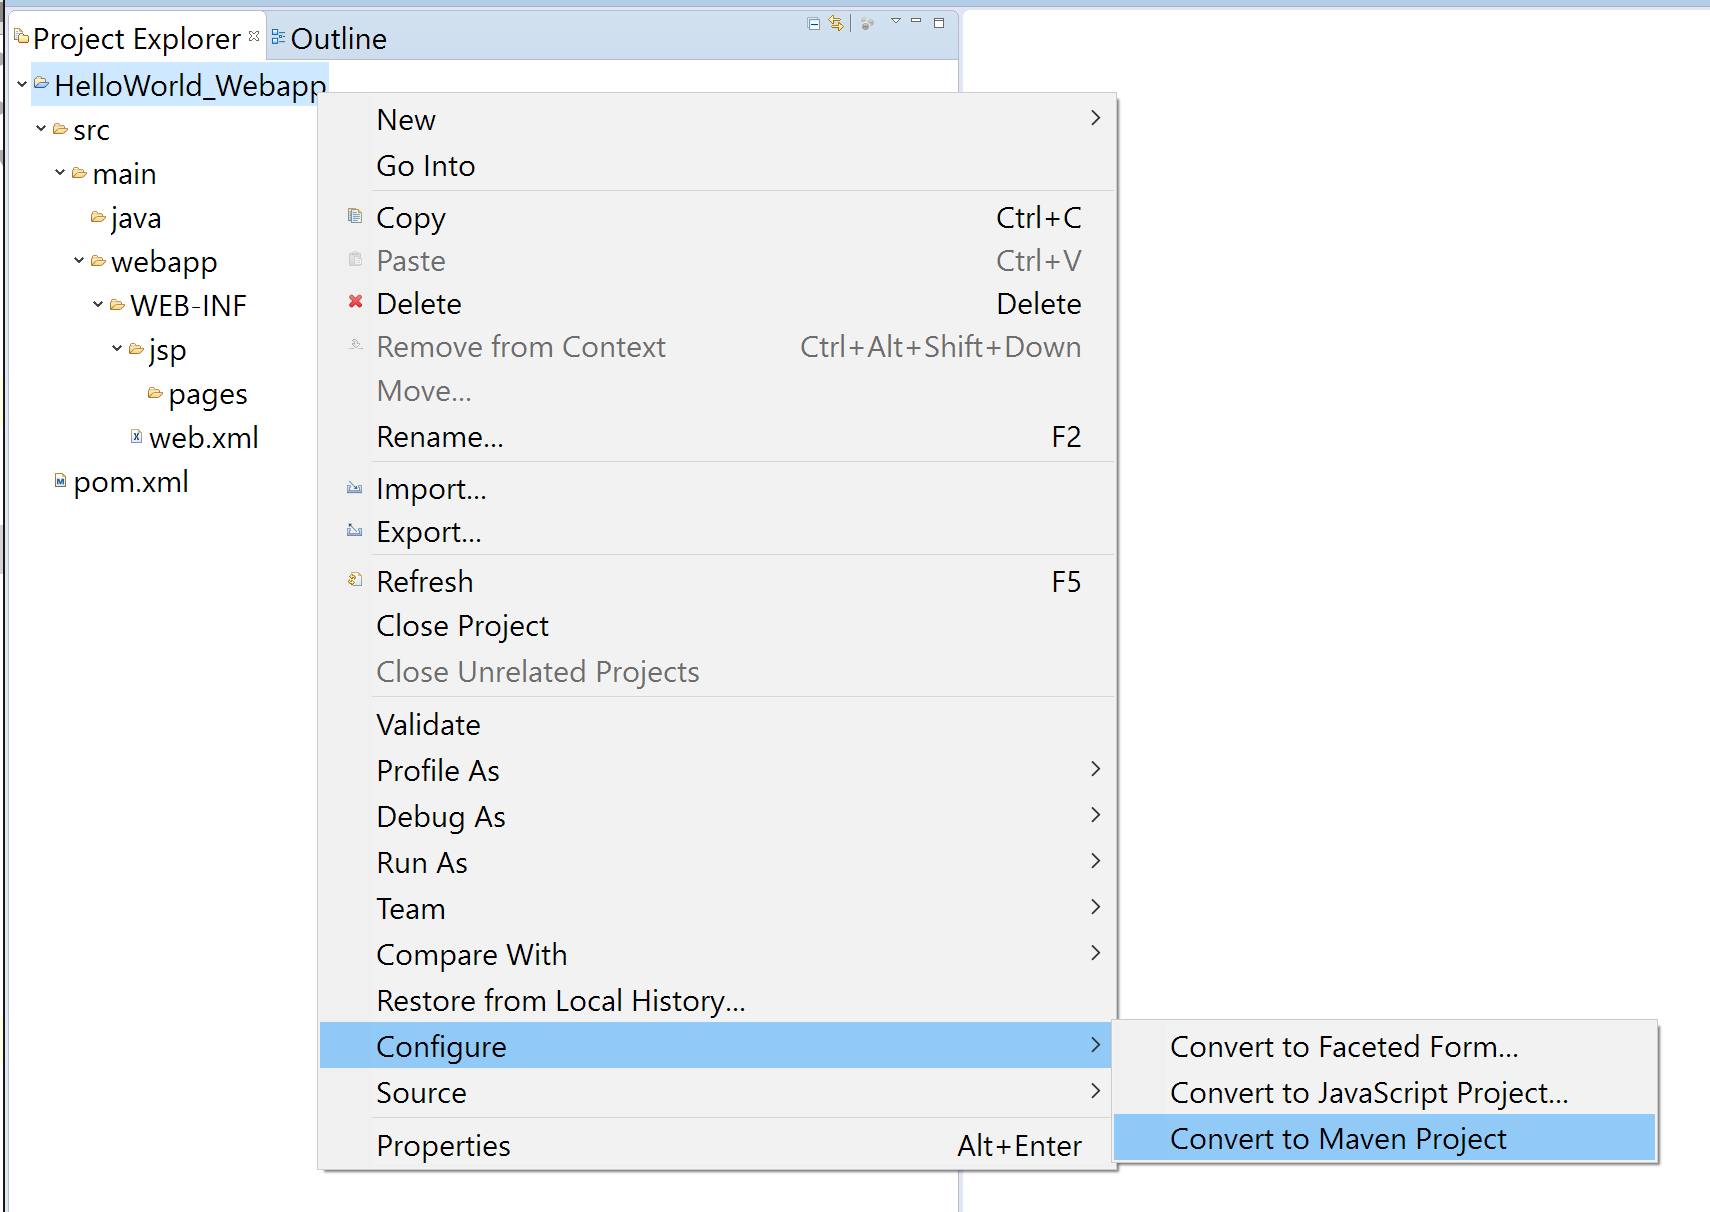 Project Explorer Outline
HelloWorld_Webapp
src
main
java
webapp
WEB-INF
jsp
pages
web.xml
pom.xml
New
Go Into
Copy Ctrl+C
Paste Ctrl+V
Delete Delete
Remove from Context Ctrl+Alt+Shift+Down
Move...
Rename... F2
Import...
Export...
Refresh F5
Close Project
Close Unrelated Projects
Validate
Profile As
Debug As
Run As
Team
Compare With
Restore from Local History...
Configure
Source
Properties Alt+Enter
Convert to Faceted Form...
Convert to JavaScript Project...
Convert to Maven Project